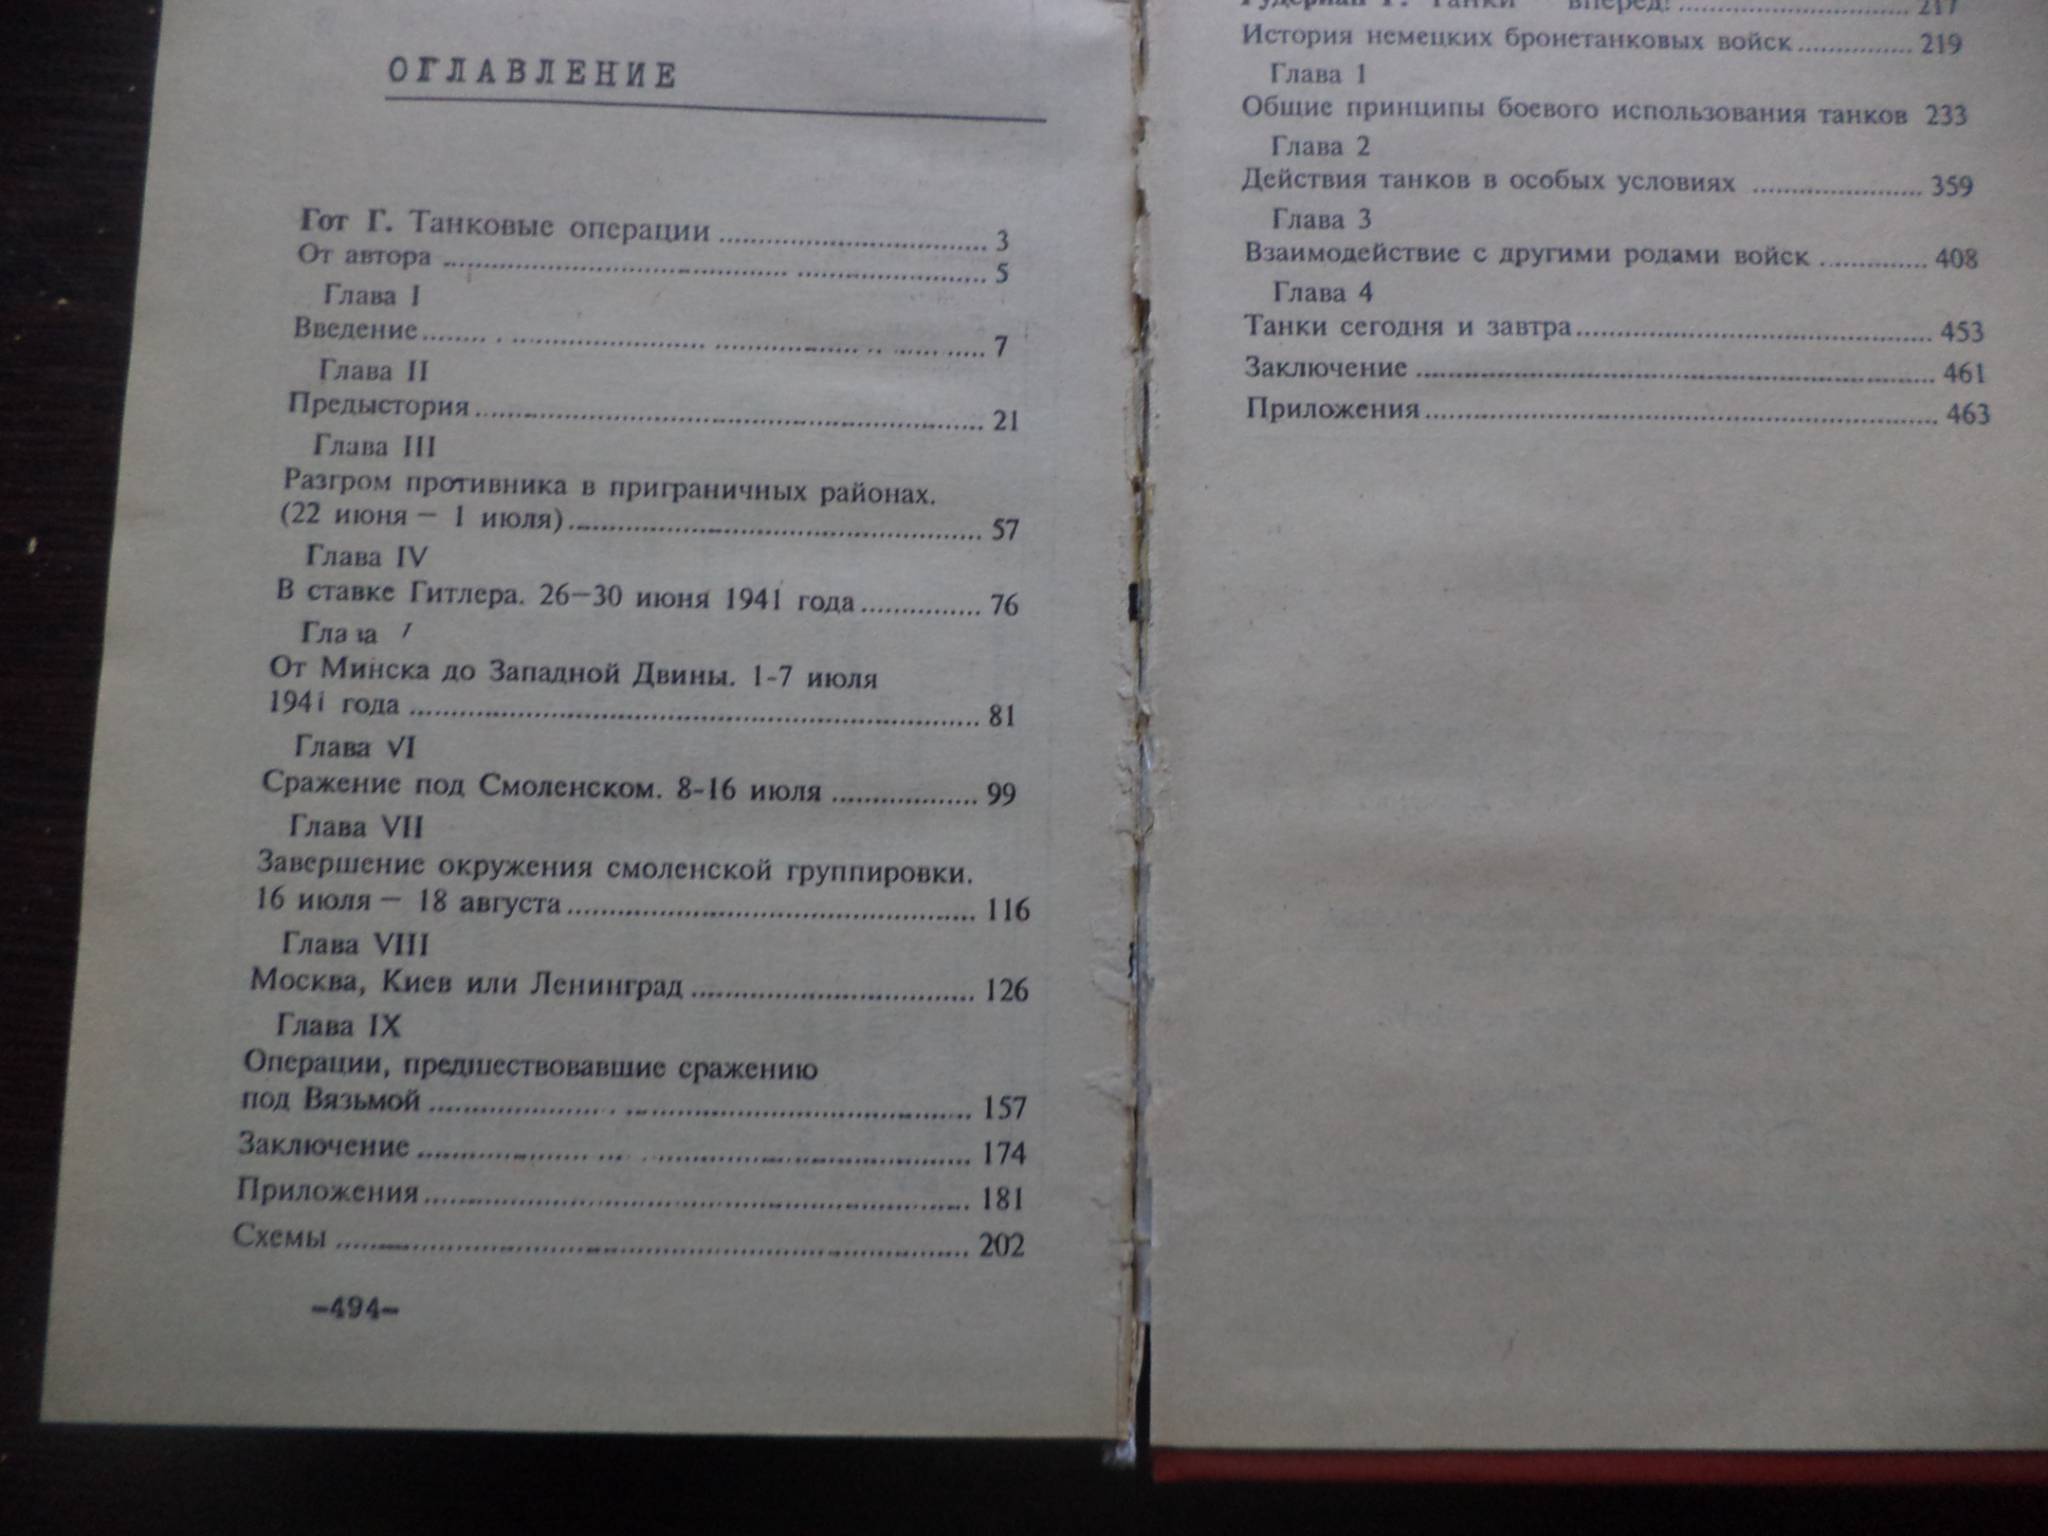 ОГЛАВЛЕНИЕ
Гот Г. Танковые операции 3
От автора 5
Глава I
Введение 7
Глава II
Предыстория 21
Глава III
Разгром противника в приграничных районах.
(22 июня — 1 июля) 57
Глава IV
В ставке Гитлера. 26—30 июня 1941 года 76
Глава
От Минска до Западной Двины. 1-7 июля
1941 года 81
Глава VI
Сражение под Смоленском. 8-16 июля 99
Глава VII
Завершение окружения смоленской группировки.
16 июля — 18 августа 116
Глава VIII
Москва, Киев или Ленинград 126
Глава IX
Операции, предшествовавшие сражению
под Вязьмой 157
Заключение 174
Приложения 181
Схемы 202
-494-
Гудериан Г. Танки — вперед! 217
История немецких бронетанковых войск 219
Глава 1
Общие принципы боевого использования танков 233
Глава 2
Действия танков в особых условиях 359
Глава 3
Взаимодействие с другими родами войск 408
Глава 4
Танки сегодня и завтра 453
Заключение 461
Приложения 463